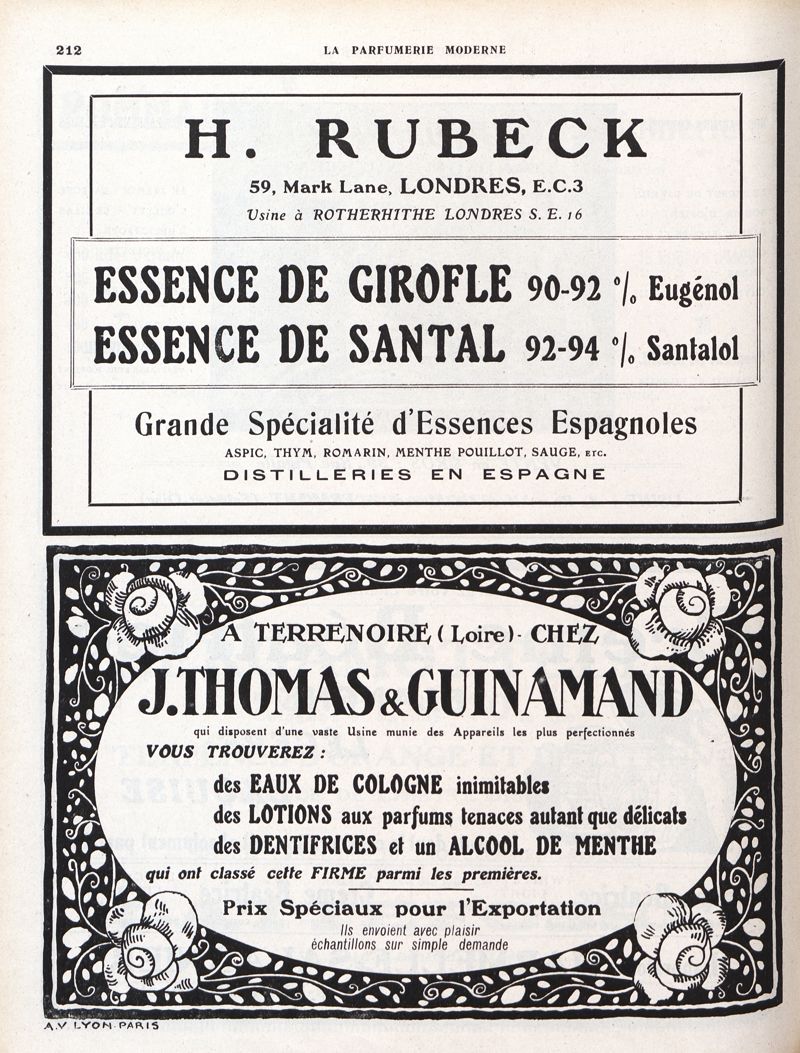 212
LA PARFUMERIE MODERNE
H. RUBECK
59, Mark Lane, LONDRES, E.C.3
Usine à ROTHERHITHE LONDRES S. E. 16
ESSENCE DE GIROFLE 90-92 % Eugénol
ESSENCE DE SANTAL 92-94 % Santalol
Grande Spécialité d'Essences Espagnoles
ASPIC, THYM, ROMARIN, MENTHE POUILLOT, SAUGE, ETC.
DISTILLERIES EN ESPAGNE
A TERRENOIRE (Loire) - CHEZ
J. THOMAS & GUINAMAND
qui disposent d'une vaste Usine munie des Appareils les plus perfectionnés
VOUS TROUVEREZ :
des EAUX DE COLOGNE inimitables
des LOTIONS aux parfums tenaces autant que délicats
des DENTIFRICES et un ALCOOL DE MENTHE
qui ont classé cette FIRME parmi les premières.
Prix Spéciaux pour l'Exportation
Ils envoient avec plaisir
échantillons sur simple demande
A.V LYON-PARIS